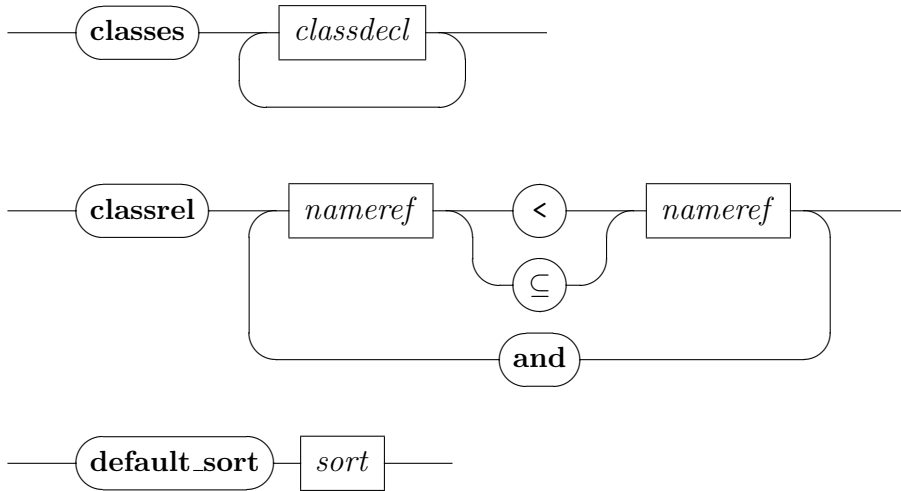 classes classdecl
classrel nameref < nameref
⊆
and
default_sort sort